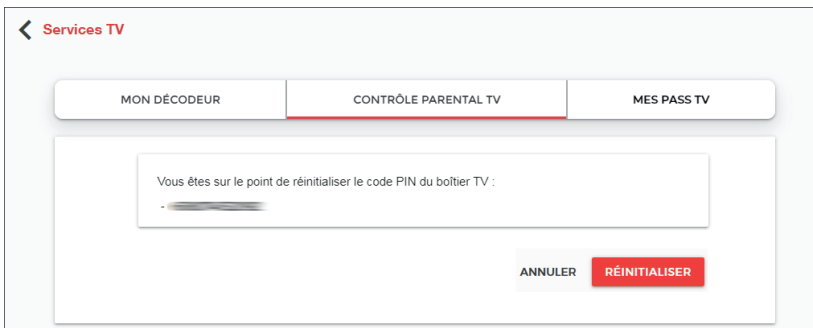 Services TV
MON DÉCODEUR CONTRÔLE PARENTAL TV MES PASS TV
Vous êtes sur le point de réinitialiser le code PIN du boîtier TV :
-
ANNULER RÉINITIALISER